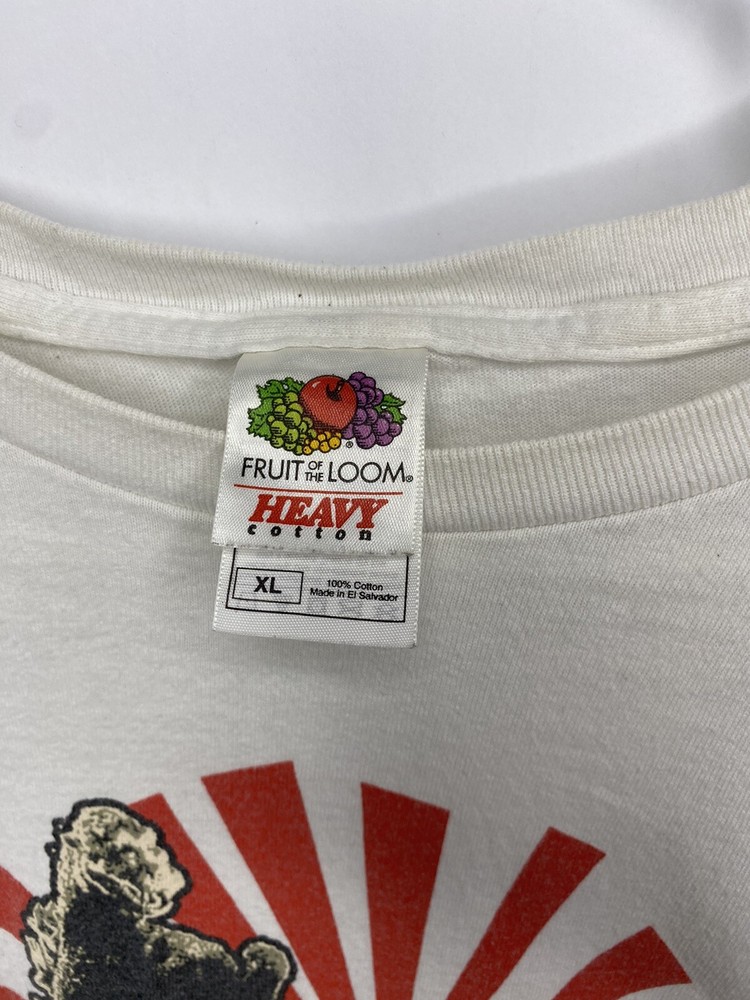 FRUIT OF THE LOOM®
HEAVY
cotton
XL
100% Cotton
Made in El Salvador